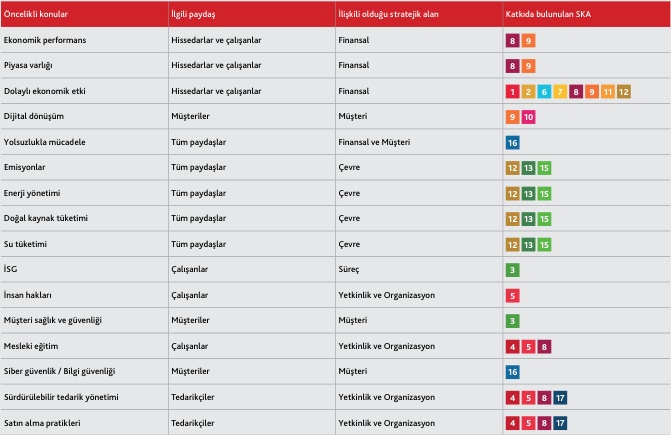 Öncelikli konular İlgili paydaş İlişkili olduğu stratejik alan Katkıda bulunulan SKA
Ekonomik performans Hissedarlar ve çalışanlar Finansal 8 9
Piyasa varlığı Hissedarlar ve çalışanlar Finansal 8 9
Dolaylı ekonomik etki Hissedarlar ve çalışanlar Finansal 1 2 6 7 8 9 11 12
Dijital dönüşüm Müşteriler Müşteri 9 10
Yolsuzlukla mücadele Tüm paydaşlar Finansal ve Müşteri 16
Emisyonlar Tüm paydaşlar Çevre 12 13 15
Enerji yönetimi Tüm paydaşlar Çevre 12 13 15
Doğal kaynak tüketimi Tüm paydaşlar Çevre 12 13 15
Su tüketimi Tüm paydaşlar Çevre 12 13 15
İSG Çalışanlar Süreç 3
İnsan hakları Çalışanlar Yetkinlik ve Organizasyon 5
Müşteri sağlık ve güvenliği Müşteriler Müşteri 3
Mesleki eğitim Çalışanlar Yetkinlik ve Organizasyon 4 5 8
Siber güvenlik / Bilgi güvenliği Müşteriler Müşteri 16
Sürdürülebilir tedarik yönetimi Tedarikçiler Yetkinlik ve Organizasyon 4 5 8 17
Satın alma pratikleri Tedarikçiler Yetkinlik ve Organizasyon 4 5 8 17